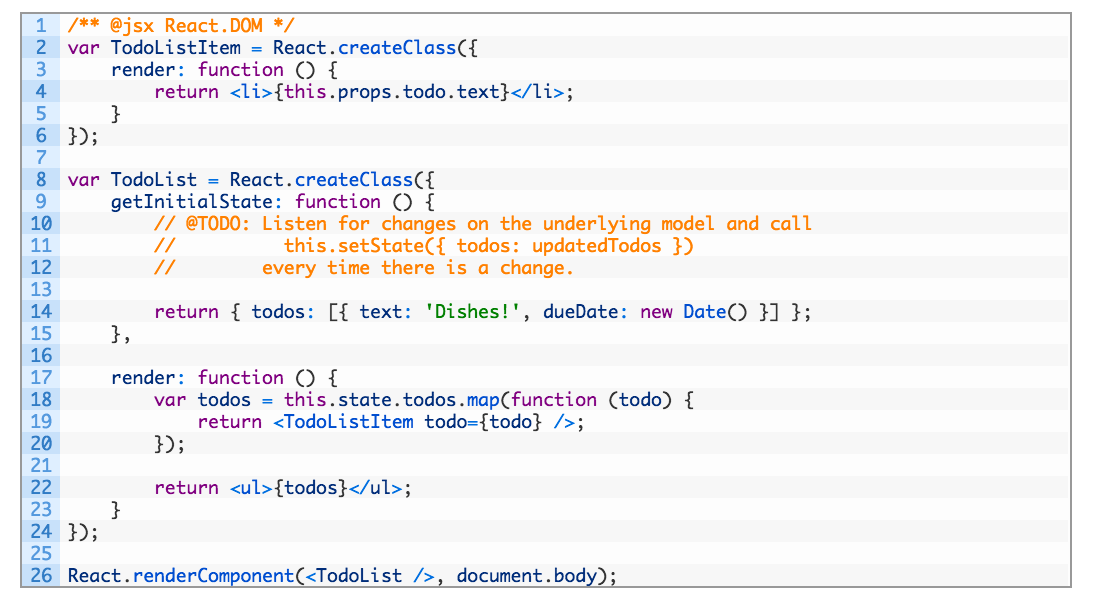 1 /** @jsx React.DOM */
2 var TodoListItem = React.createClass({
3     render: function () {
4         return <li>{this.props.todo.text}</li>;
5     }
6 });
7
8 var TodoList = React.createClass({
9     getInitialState: function () {
10         // @TODO: Listen for changes on the underlying model and call
11         //          this.setState({ todos: updatedTodos })
12         //        every time there is a change.
13
14         return { todos: [{ text: 'Dishes!', dueDate: new Date() }] };
15     },
16
17     render: function () {
18         var todos = this.state.todos.map(function (todo) {
19             return <TodoListItem todo={todo} />;
20         });
21
22         return <ul>{todos}</ul>;
23     }
24 });
25
26 React.renderComponent(<TodoList />, document.body);